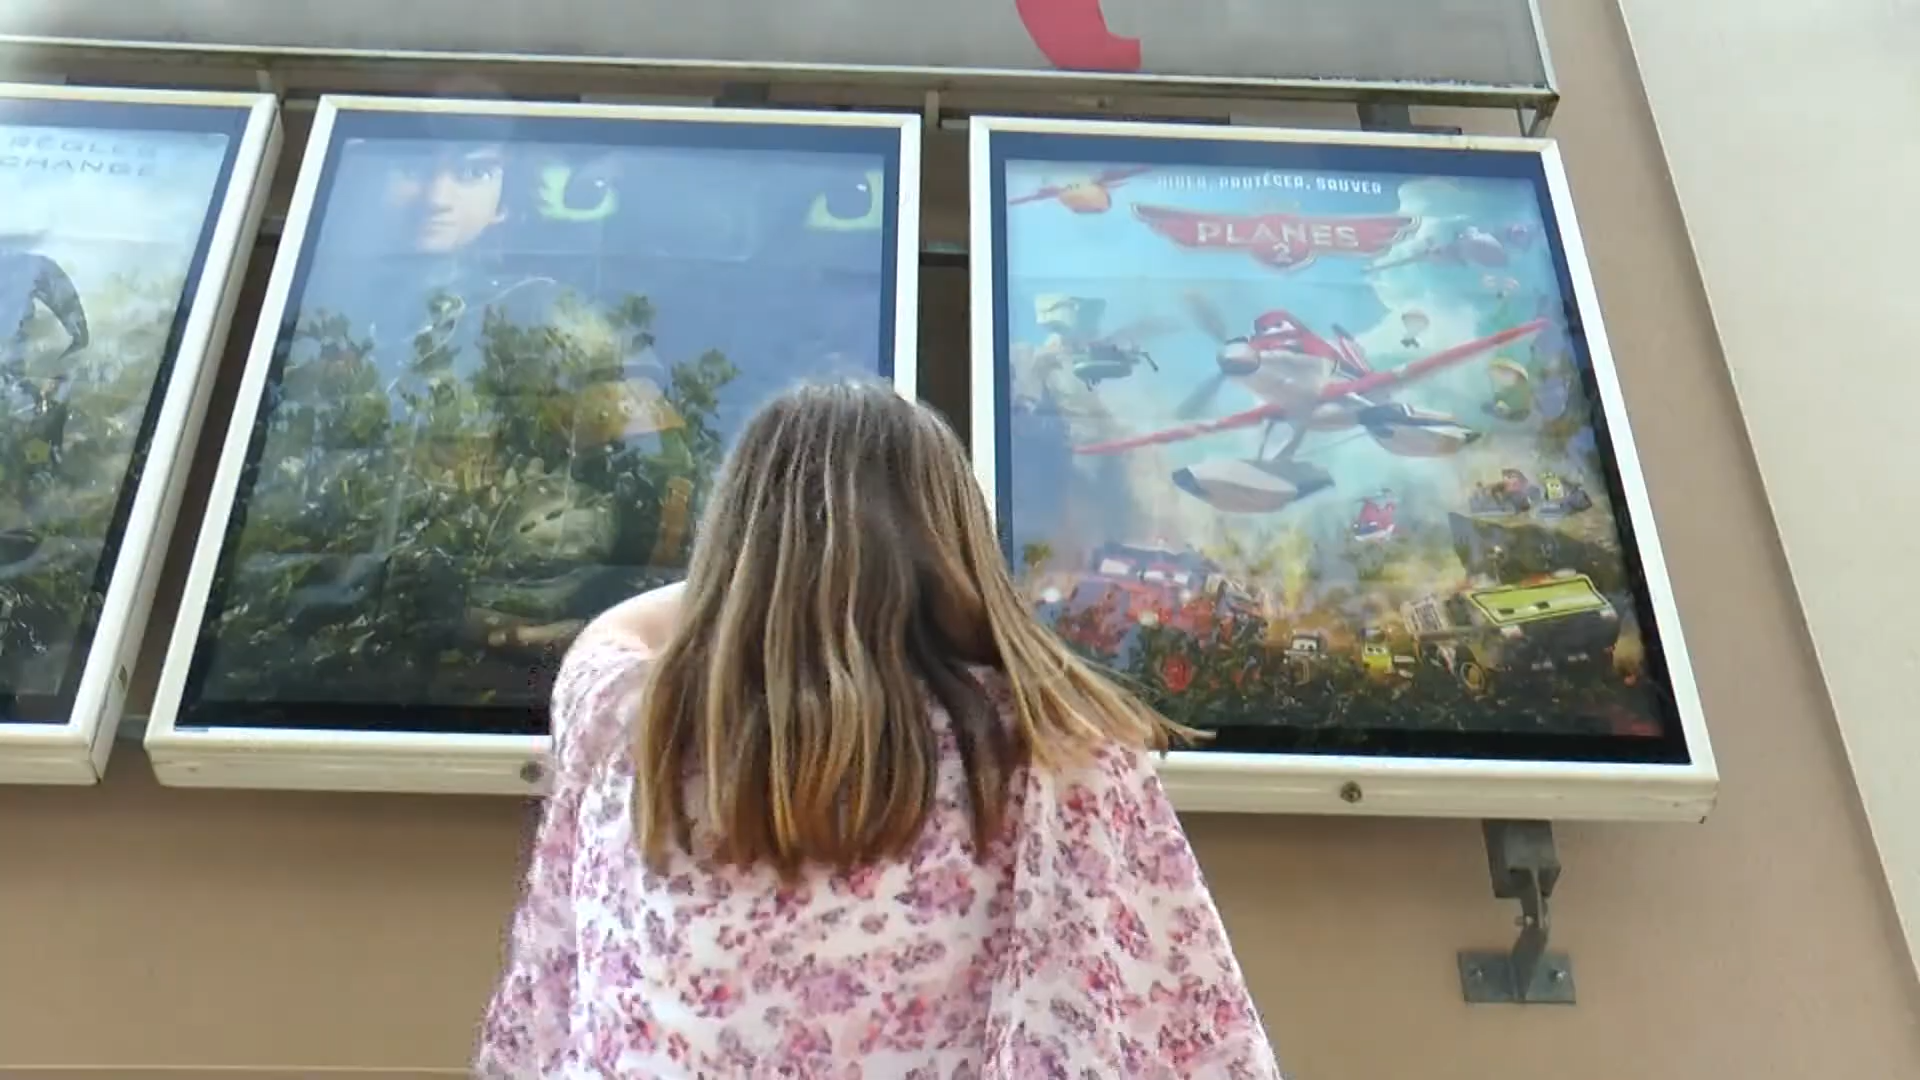 RÈGLES
CHANGE
AIDER, PROTÉGER, SAUVER
PLANES
2